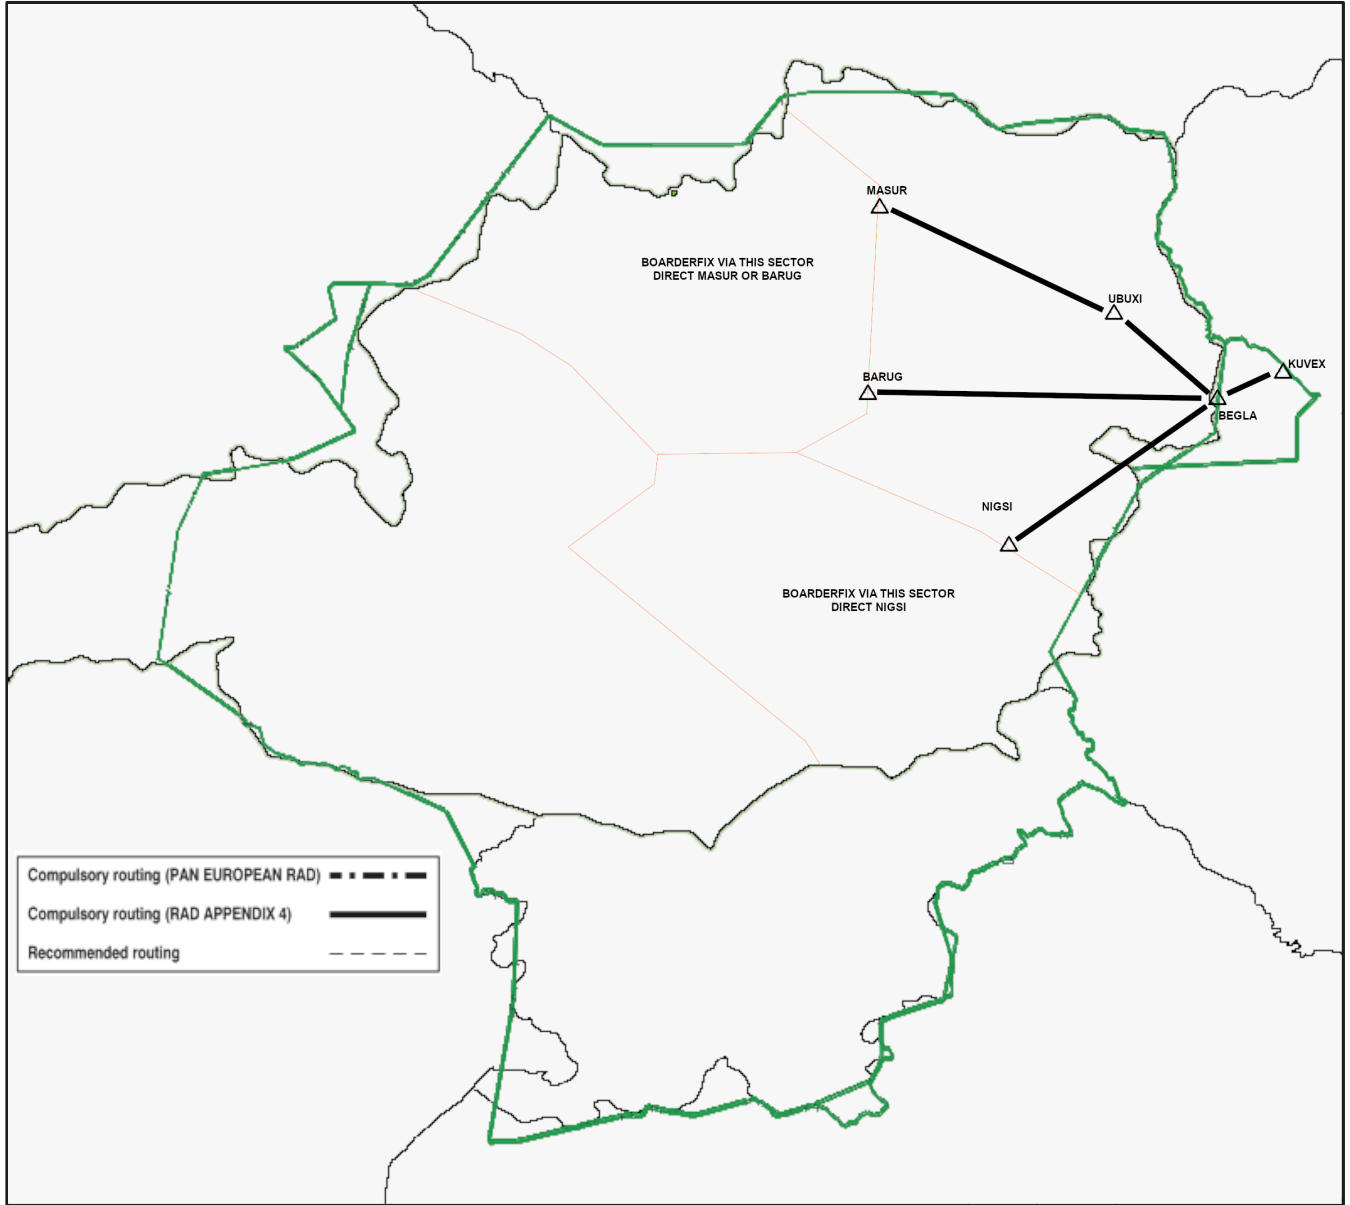 MASUR
BOARDERFIX VIA THIS SECTOR
DIRECT MASUR OR BARUG
UBUXI
KUVEX
BARUG
BEGLA
NIGSI
BOARDERFIX VIA THIS SECTOR
DIRECT NIGSI
Compulsory routing (PAN EUROPEAN RAD)
Compulsory routing (RAD APPENDIX 4)
Recommended routing